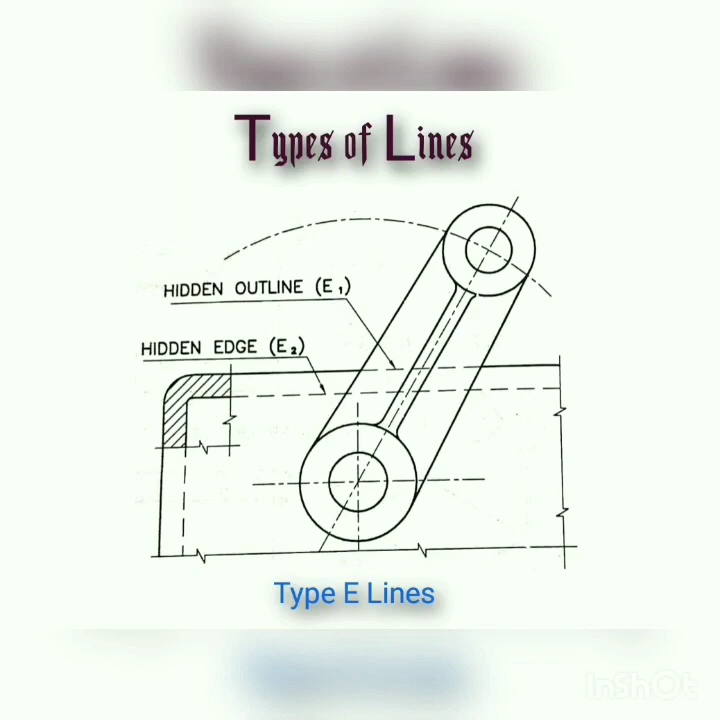 Types of Lines
HIDDEN OUTLINE (E₁)
HIDDEN EDGE (E₂)
Type E Lines
InShOt